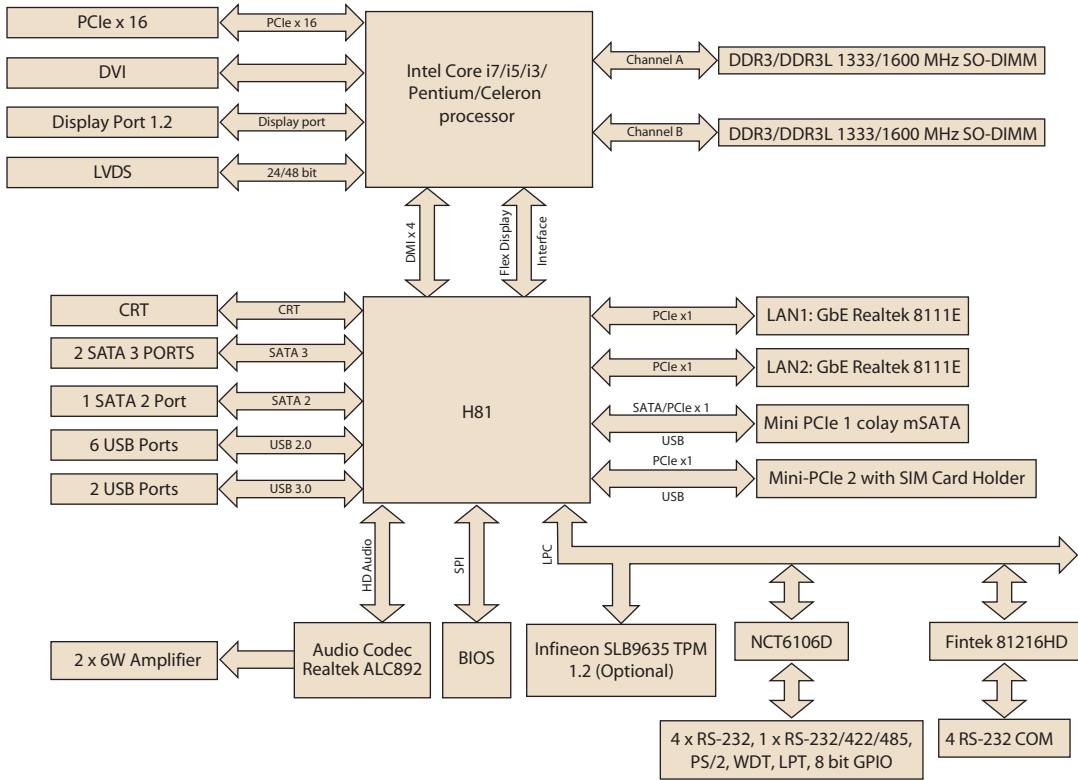 PCIe x 16
PCIe x 16
DVI
Display Port 1.2
Display port
LVDS
24/48 bit
Intel Core i7/i5/i3/
Pentium/Celeron
processor
Channel A
DDR3/DDR3L 1333/1600 MHz SO-DIMM
Channel B
DDR3/DDR3L 1333/1600 MHz SO-DIMM
DMI x 4
Flex Display
Interface
CRT
CRT
2 SATA 3 PORTS
SATA 3
1 SATA 2 Port
SATA 2
6 USB Ports
USB 2.0
2 USB Ports
USB 3.0
H81
PCIe x1
LAN1: GbE Realtek 8111E
PCIe x1
LAN2: GbE Realtek 8111E
SATA/PCIe x 1
USB
Mini PCIe 1 colay mSATA
PCIe x1
USB
Mini-PCIe 2 with SIM Card Holder
HD Audio
SPI
LPC
2 x 6W Amplifier
Audio Codec
Realtek ALC892
BIOS
Infineon SLB9635 TPM
1.2 (Optional)
NCT6106D
Fintek 81216HD
4 x RS-232, 1 x RS-232/422/485,
PS/2, WDT, LPT, 8 bit GPIO
4 RS-232 COM